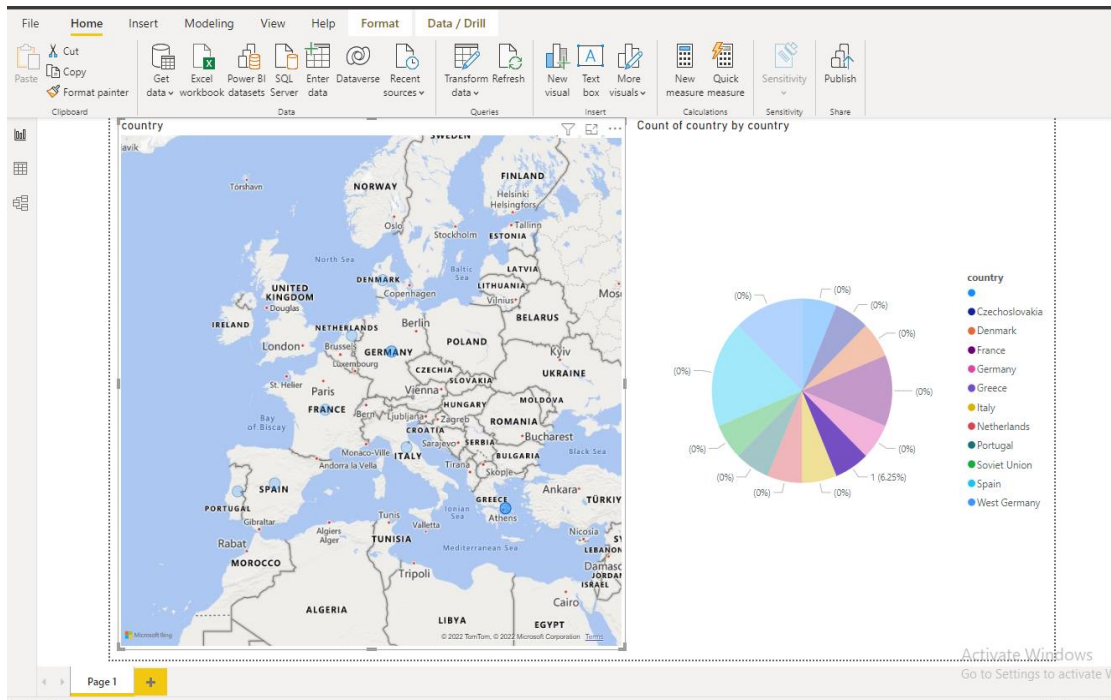 File Home Insert Modeling View Help Format Data / Drill
Paste
Cut
Copy
Format painter
Clipboard
Get data
Excel workbook
Power BI datasets
SQL Server
Enter data
Dataverse
Recent sources
Data
Transform data
Refresh
Queries
New visual
Text box
More visuals
Insert
New measure
Quick measure
Calculations
Sensitivity
Sensitivity
Publish
Share
country
avik
SWEDEN
Torshavn
NORWAY
FINLAND
Helsinki
Helsingfors
Oslo
Stockholm
Tallinn
ESTONIA
North Sea
Baltic Sea
LATVIA
DENMARK
LITHUANIA
Copenhagen
Vilnius
Mos
UNITED KINGDOM
Douglas
IRELAND
NETHERLANDS
Berlin
BELARUS
London
Brussels
GERMANY
POLAND
Luxembourg
Kyiv
CZECHIA
UKRAINE
SLOVAKIA
St. Helier
Paris
Vienna
MOLDOVA
HUNGARY
FRANCE
Bern
Ljubljana
Zagreb
ROMANIA
Bay of Biscay
CROATIA
Bucharest
Sarajevo
SERBIA
Monaco-Ville
ITALY
BULGARIA
Black Sea
Andorra la Vella
Tirana
Skopje
SPAIN
PORTUGAL
GREECE
Ankara
TÜRKIY
Ionian Sea
Athens
Gibraltar
Tunis
Valletta
Algiers
Alger
TUNISIA
Nicosia
SY
Rabat
Mediterranean Sea
LEBANON
MOROCCO
Damasc
Tripoli
JORDAN
ISRAEL
Cairo
ALGERIA
LIBYA
EGYPT
Microsoft Bing
© 2022 TomTom, © 2022 Microsoft Corporation Terms
Count of country by country
(0%)
(0%)
(0%)
(0%)
(0%)
(0%)
(0%)
(0%)
1 (6.25%)
(0%)
(0%)
(0%)
country
Czechoslovakia
Denmark
France
Germany
Greece
Italy
Netherlands
Portugal
Soviet Union
Spain
West Germany
Activate Windows
Go to Settings to activate W
Page 1